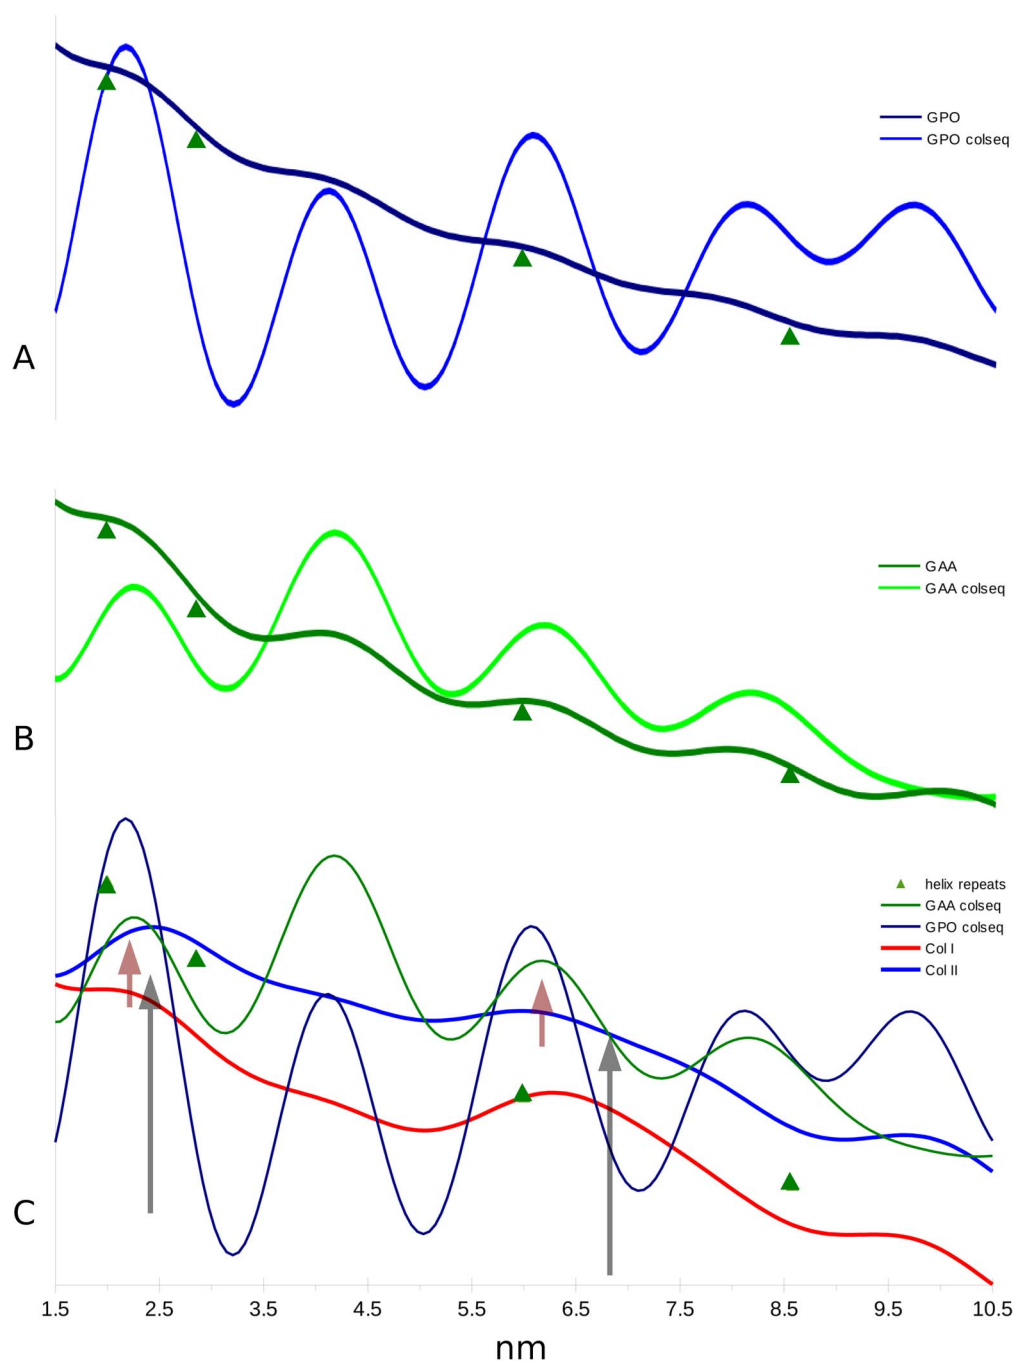 GPO
GPO colseq
A
GAA
GAA colseq
B
helix repeats
GAA colseq
GPO colseq
Col I
Col II
C
1.5 2.5 3.5 4.5 5.5 6.5 7.5 8.5 9.5 10.5
nm